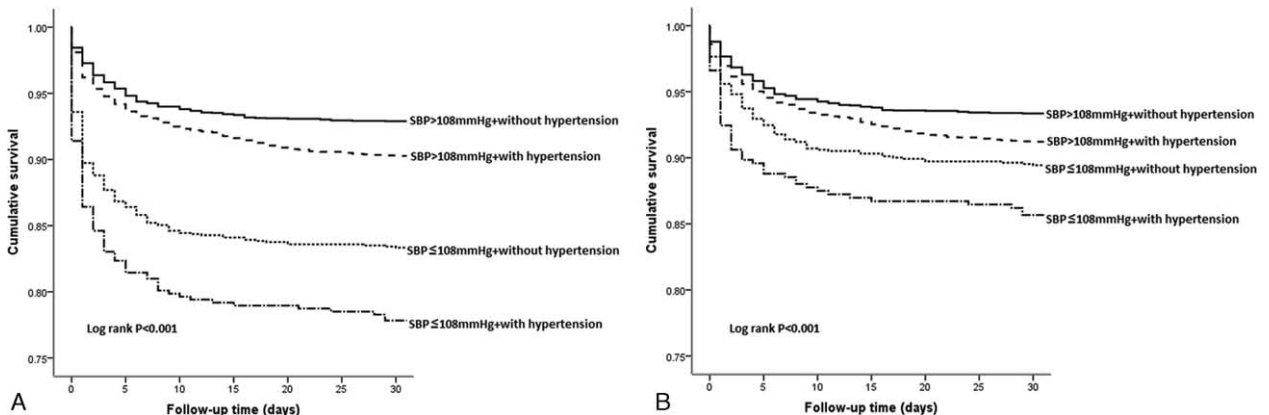 1.00
0.95
0.90
0.85
0.80
0.75
Cumulative survival
SBP>108mmHg+without hypertension
SBP>108mmHg+with hypertension
SBP≦108mmHg+without hypertension
SBP≦108mmHg+with hypertension
Log rank P<0.001
0 5 10 15 20 25 30
Follow-up time (days)
A
1.00
0.95
0.90
0.85
0.80
0.75
Cumulative survival
SBP>108mmHg+without hypertension
SBP>108mmHg+with hypertension
SBP≦108mmHg+without hypertension
SBP≦108mmHg+with hypertension
Log rank P<0.001
0 5 10 15 20 25 30
Follow-up time (days)
B